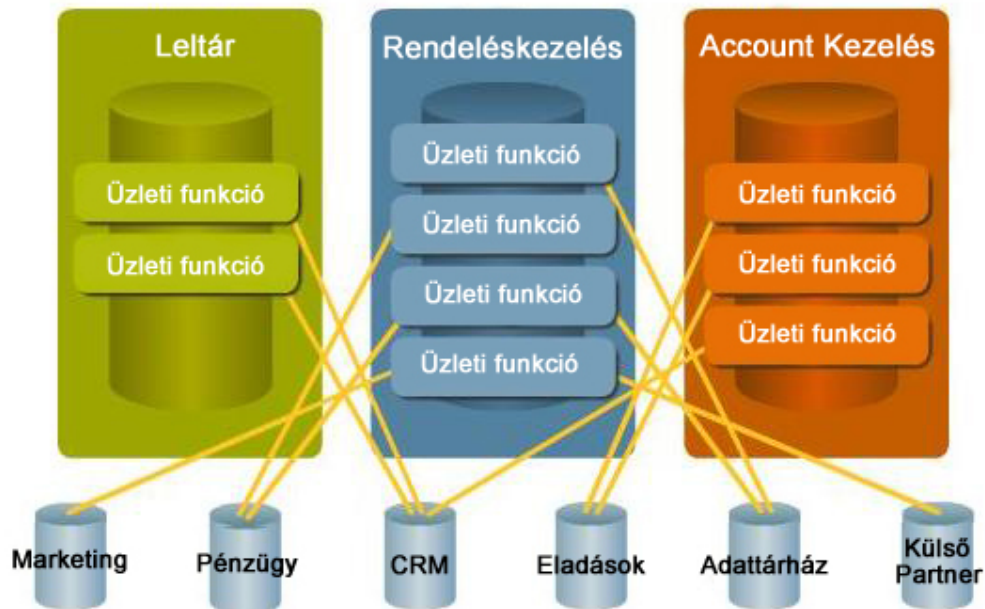 Leltár
Üzleti funkció
Üzleti funkció
Rendeléskezelés
Üzleti funkció
Üzleti funkció
Üzleti funkció
Üzleti funkció
Account Kezelés
Üzleti funkció
Üzleti funkció
Üzleti funkció
Marketing
Pénzügy
CRM
Eladások
Adattárház
Külső
Partner